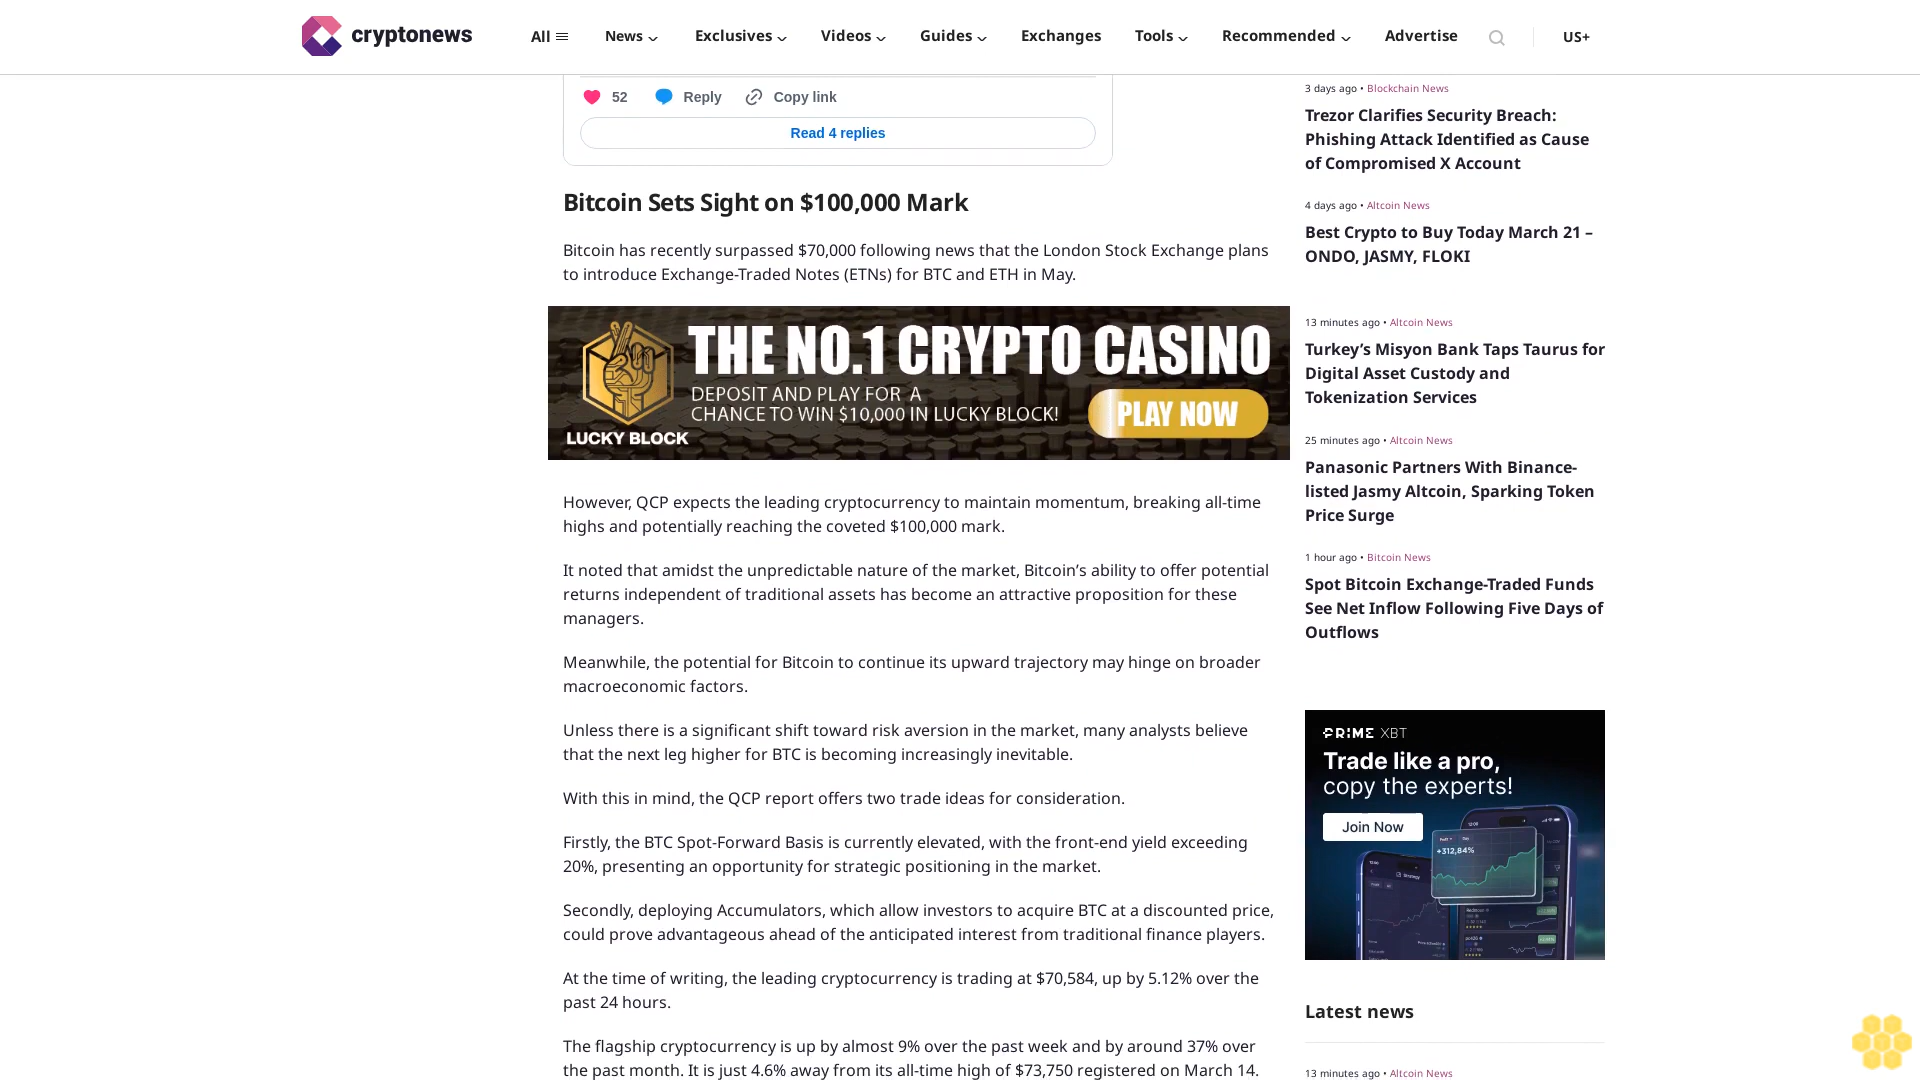 cryptonews
All
News
Exclusives
Videos
Guides
Exchanges
Tools
Recommended
Advertise
US+
52
Reply
Copy link
Read 4 replies
Bitcoin Sets Sight on $100,000 Mark
Bitcoin has recently surpassed $70,000 following news that the London Stock Exchange plans
to introduce Exchange-Traded Notes (ETNs) for BTC and ETH in May.
THE NO.1 CRYPTO CASINO
DEPOSIT AND PLAY FOR A
CHANCE TO WIN $10,000 IN LUCKY BLOCK!
PLAY NOW
LUCKY BLOCK
However, QCP expects the leading cryptocurrency to maintain momentum, breaking all-time
highs and potentially reaching the coveted $100,000 mark.
It noted that amidst the unpredictable nature of the market, Bitcoin’s ability to offer potential
returns independent of traditional assets has become an attractive proposition for these
managers.
Meanwhile, the potential for Bitcoin to continue its upward trajectory may hinge on broader
macroeconomic factors.
Unless there is a significant shift toward risk aversion in the market, many analysts believe
that the next leg higher for BTC is becoming increasingly inevitable.
With this in mind, the QCP report offers two trade ideas for consideration.
Firstly, the BTC Spot-Forward Basis is currently elevated, with the front-end yield exceeding
20%, presenting an opportunity for strategic positioning in the market.
Secondly, deploying Accumulators, which allow investors to acquire BTC at a discounted price,
could prove advantageous ahead of the anticipated interest from traditional finance players.
At the time of writing, the leading cryptocurrency is trading at $70,584, up by 5.12% over the
past 24 hours.
The flagship cryptocurrency is up by almost 9% over the past week and by around 37% over
the past month. It is just 4.6% away from its all-time high of $73,750 registered on March 14.
3 days ago • Blockchain News
Trezor Clarifies Security Breach:
Phishing Attack Identified as Cause
of Compromised X Account
4 days ago • Altcoin News
Best Crypto to Buy Today March 21 –
ONDO, JASMY, FLOKI
13 minutes ago • Altcoin News
Turkey’s Misyon Bank Taps Taurus for
Digital Asset Custody and
Tokenization Services
25 minutes ago • Altcoin News
Panasonic Partners With Binance-
listed Jasmy Altcoin, Sparking Token
Price Surge
1 hour ago • Bitcoin News
Spot Bitcoin Exchange-Traded Funds
See Net Inflow Following Five Days of
Outflows
PRIME XBT
Trade like a pro,
copy the experts!
Join Now
+312,84%
Strategy
Latest news
13 minutes ago • Altcoin News